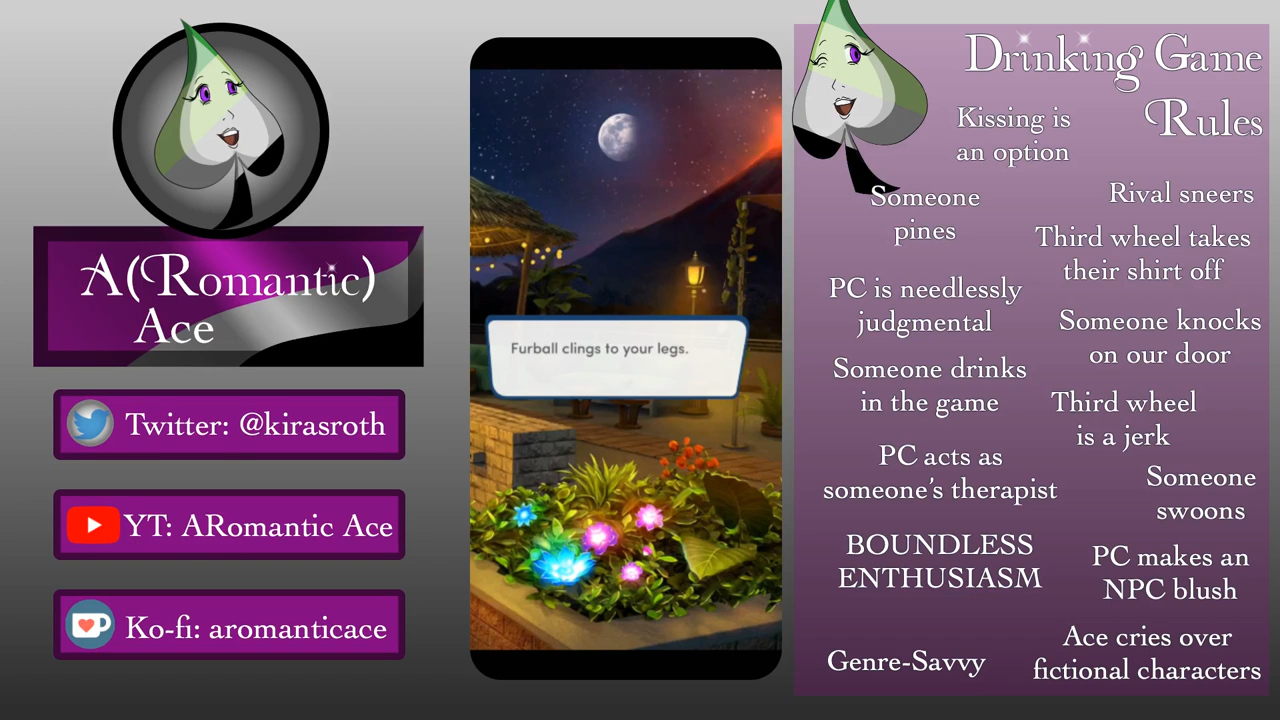 A(Romantic)
Ace
Twitter: @kirasroth
YT: ARomantic Ace
Ko-fi: aromanticace
Furball clings to your legs.
Drinking Game
Rules
Kissing is
an option
Someone
pines
Rival sneers
Third wheel takes
their shirt off
PC is needlessly
judgmental
Someone knocks
on our door
Someone drinks
in the game
Third wheel
is a jerk
PC acts as
someone's therapist
Someone
swoons
BOUNDLESS
ENTHUSIASM
PC makes an
NPC blush
Genre-Savvy
Ace cries over
fictional characters